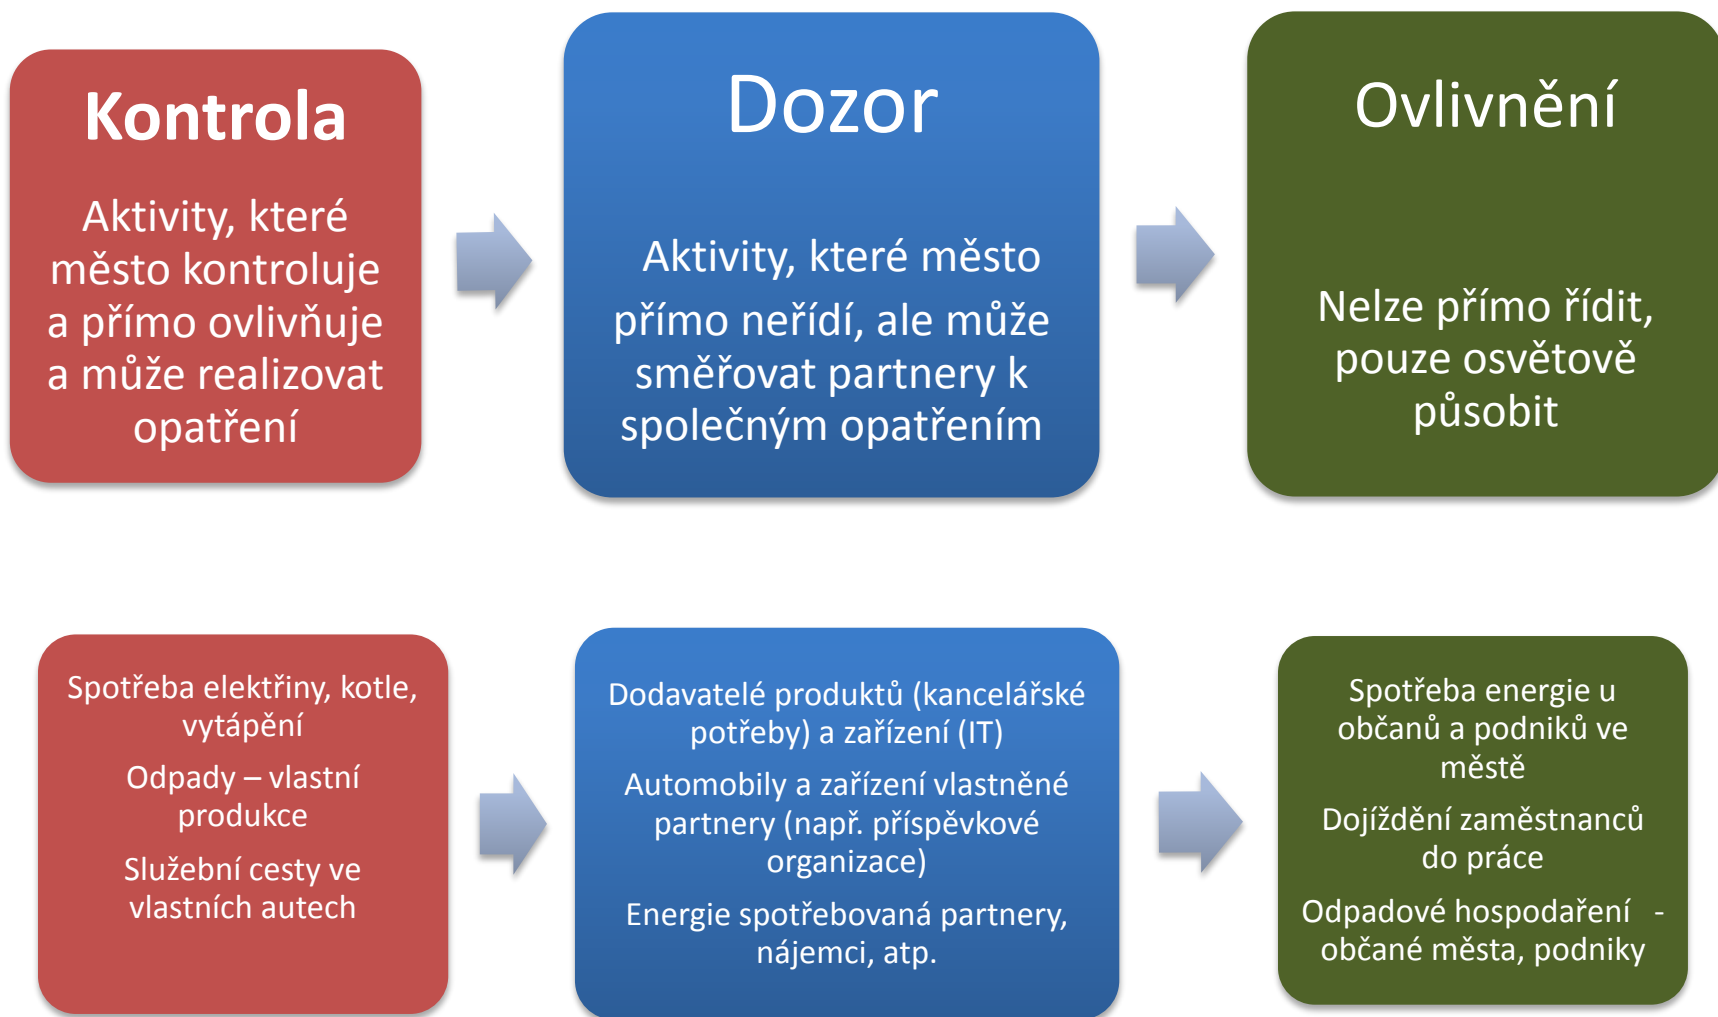 Kontrola
Aktivity, které
město kontroluje
a přímo ovlivňuje
a může realizovat
opatření
Dozor
Aktivity, které město
přímo neřídí, ale může
směřovat partnery k
společným opatřením
Ovlivnění
Nelze přímo řídit,
pouze osvětově
působit
Spotřeba elektřiny, kotle,
vytápění
Odpady – vlastní
produkce
Služební cesty ve
vlastních autech
Dodavatelé produktů (kancelářské
potřeby) a zařízení (IT)
Automobily a zařízení vlastněné
partnery (např. příspěvkové
organizace)
Energie spotřebovaná partnery,
nájemci, atp.
Spotřeba energie u
občanů a podniků ve
městě
Dojíždění zaměstnanců
do práce
Odpadové hospodaření -
občané města, podniky